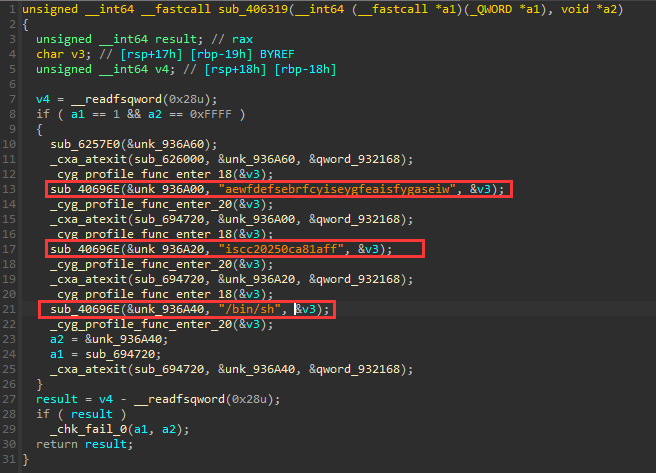 1 unsigned __int64 __fastcall sub_406319(__int64 (__fastcall *a1)(_QWORD *a1), void *a2)
2 {
3 unsigned __int64 result; // rax
4 char v3; // [rsp+17h] [rbp-19h] BYREF
5 unsigned __int64 v4; // [rsp+18h] [rbp-18h]
6
7 v4 = __readfsqword(0x28u);
8 if ( a1 == 1 && a2 == 0xFFFF )
9 {
10 sub_6257E0(&unk_936A60);
11 _cxa_atexit(sub_626000, &unk_936A60, &qword_932168);
12 _cyg_profile_func_enter_18(&v3);
13 sub_40696E(&unk_936A00, "aewfdefsebrfcyiseygfeaisfygaseiw", &v3);
14 _cyg_profile_func_enter_20(&v3);
15 _cxa_atexit(sub_694720, &unk_936A00, &qword_932168);
16 _cyg_profile_func_enter_18(&v3);
17 sub_40696E(&unk_936A20, "iscc20250ca81aff", &v3);
18 _cyg_profile_func_enter_20(&v3);
19 _cxa_atexit(sub_694720, &unk_936A20, &qword_932168);
20 _cyg_profile_func_enter_18(&v3);
21 sub_40696E(&unk_936A40, "/bin/sh", &v3);
22 _cyg_profile_func_enter_20(&v3);
23 a2 = &unk_936A40;
24 a1 = sub_694720;
25 _cxa_atexit(sub_694720, &unk_936A40, &qword_932168);
26 }
27 result = v4 - __readfsqword(0x28u);
28 if ( result )
29 _chk_fail_0(a1, a2);
30 return result;
31 }